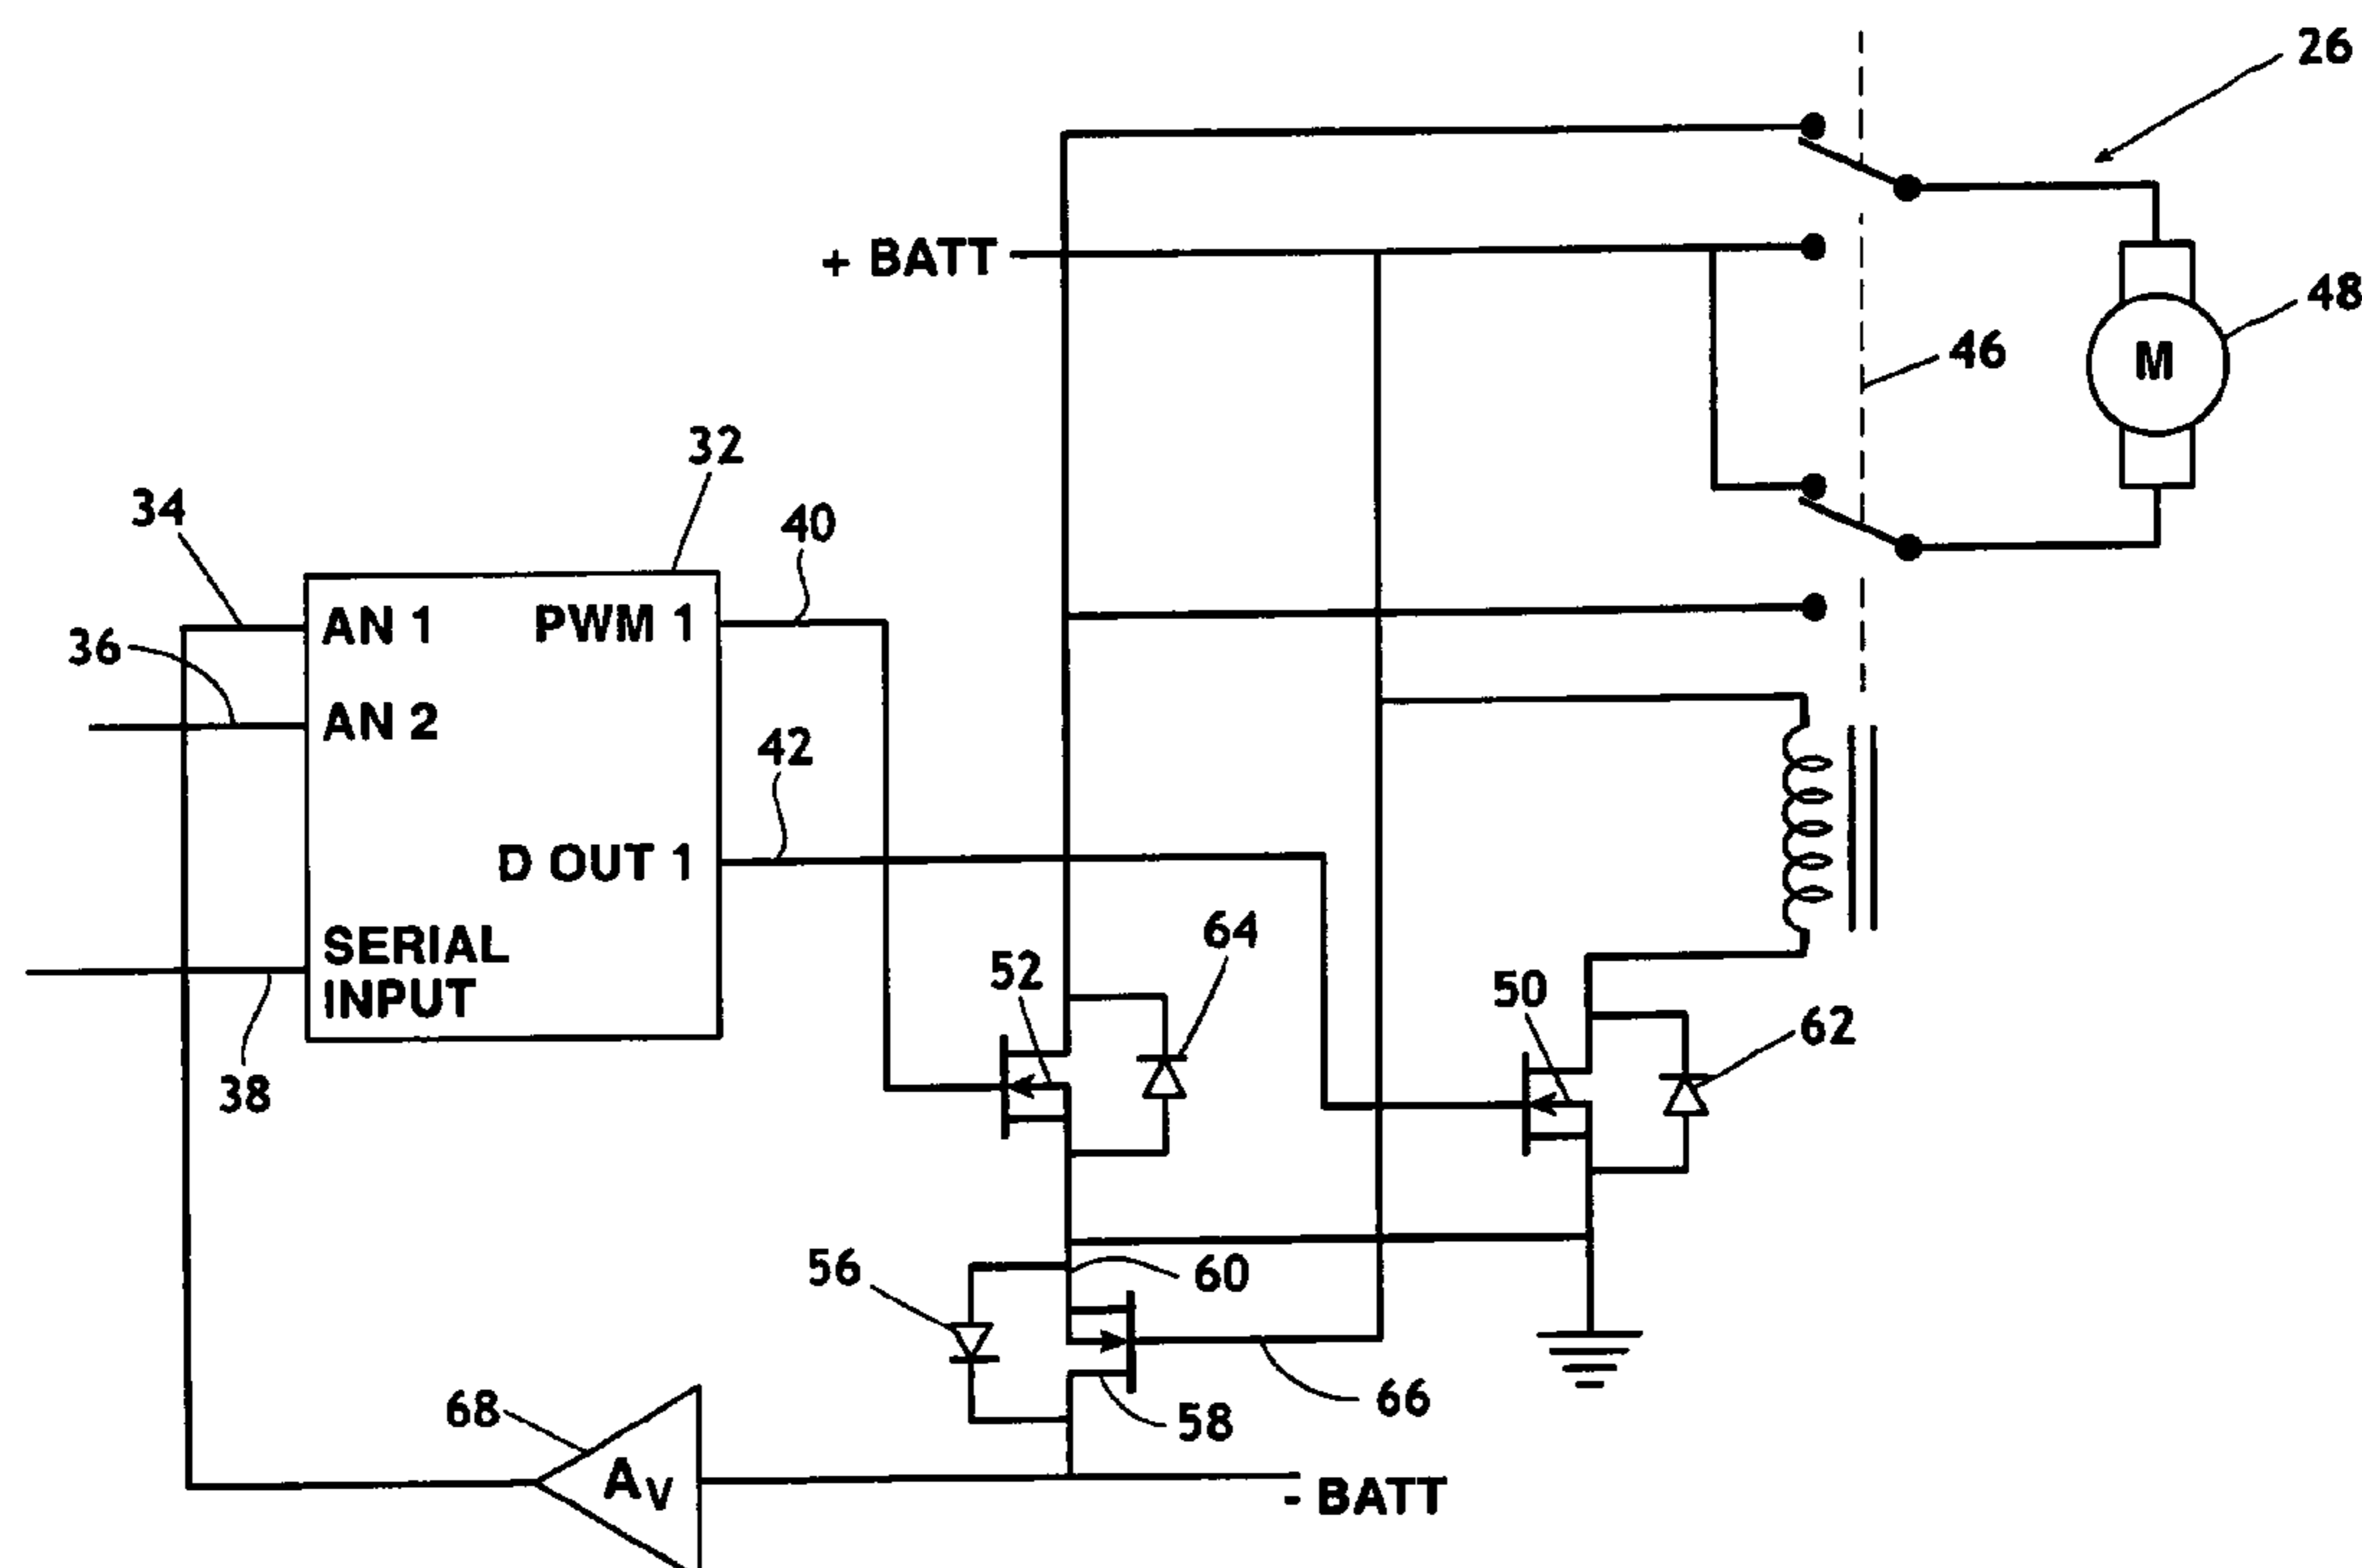 26
+ BATT
48
M
46
32
34
40
AN 1
PWM 1
36
AN 2
42
D OUT 1
64
SERIAL
INPUT
52
50
62
38
56
60
66
68
58
AV
- BATT